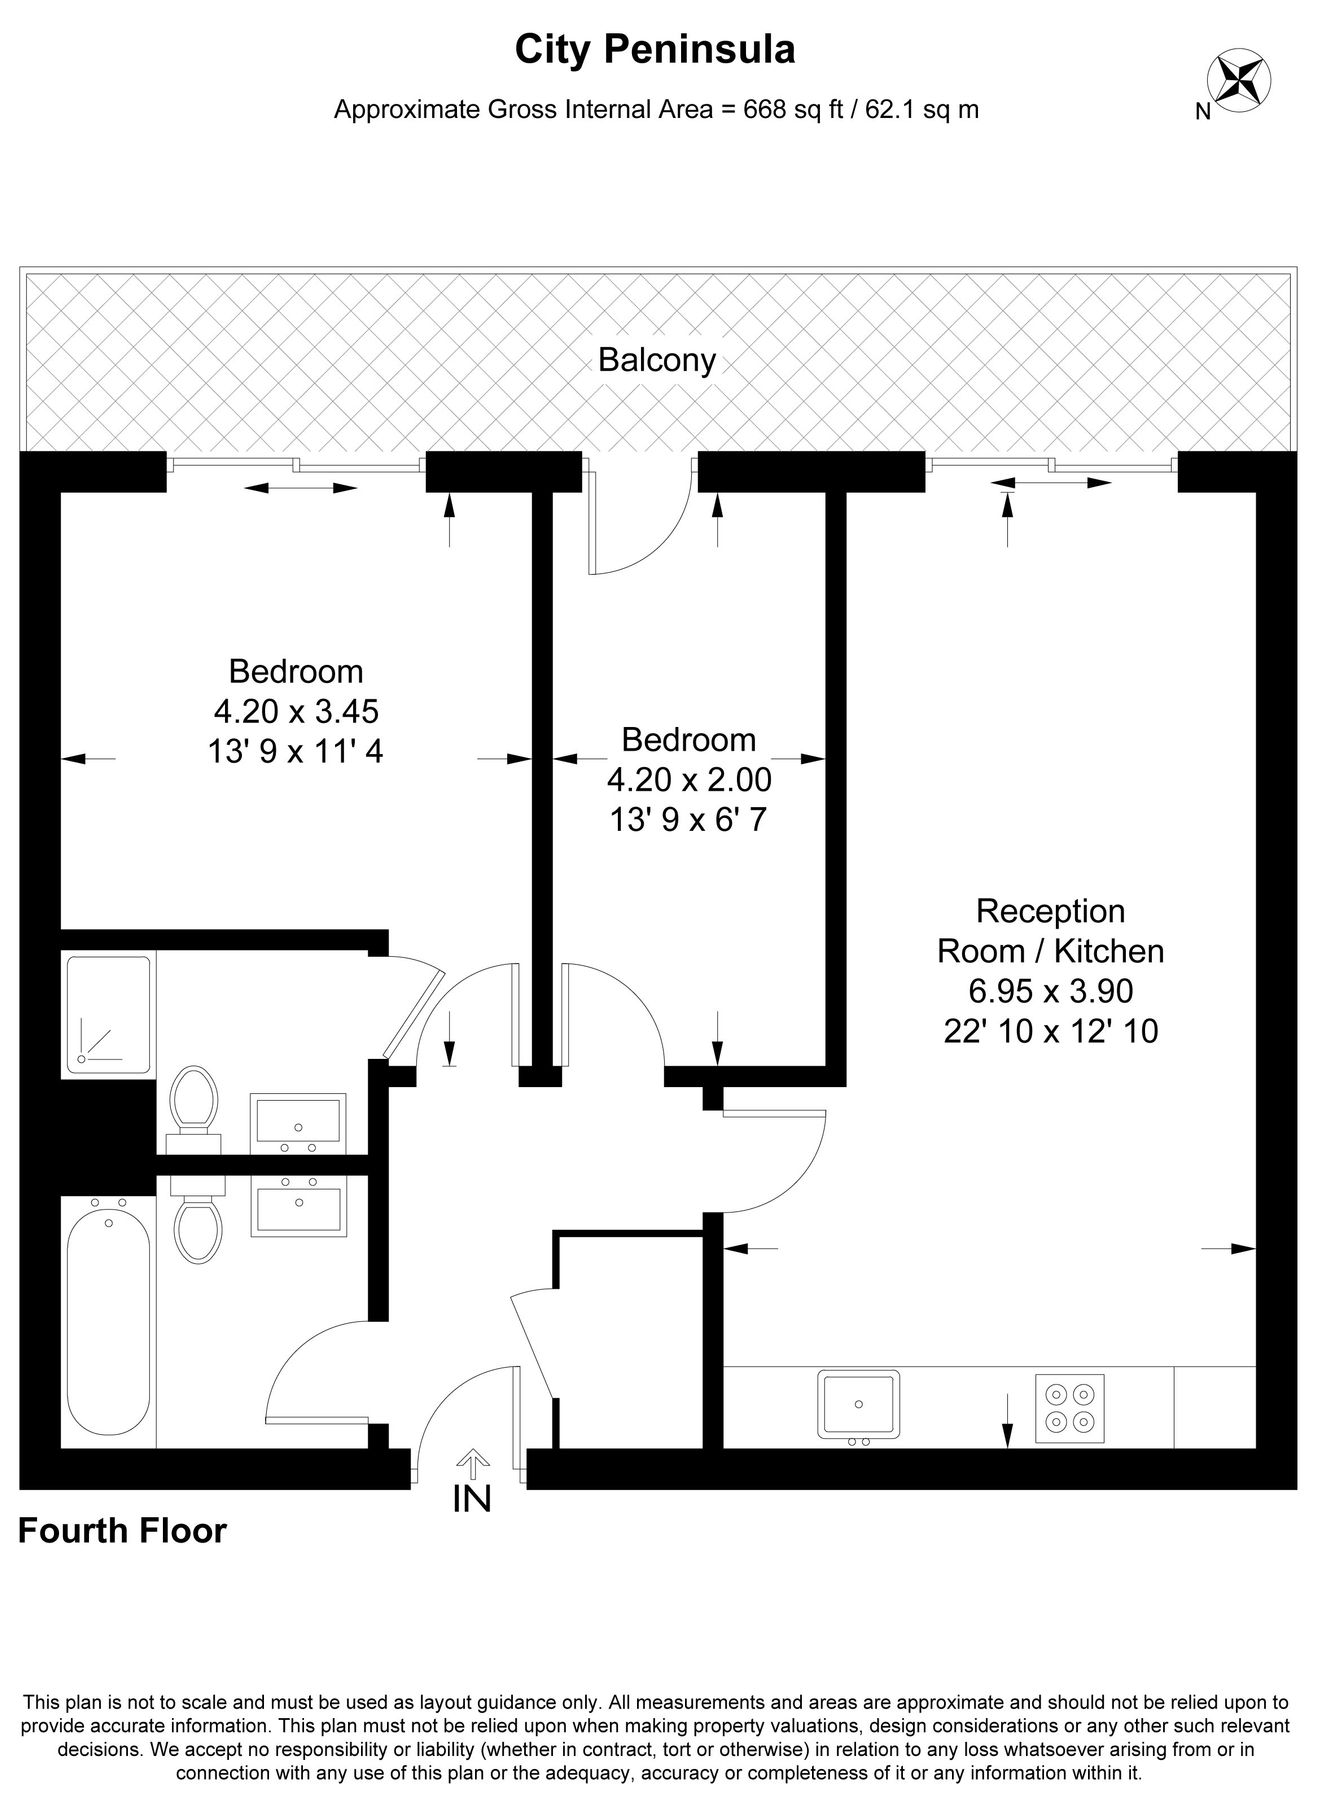 City Peninsula
Approximate Gross Internal Area = 668 sq ft / 62.1 sq m
N
Balcony
Bedroom
4.20 x 3.45
13' 9 x 11' 4
Bedroom
4.20 x 2.00
13' 9 x 6' 7
Reception
Room / Kitchen
6.95 x 3.90
22' 10 x 12' 10
IN
Fourth Floor
This plan is not to scale and must be used as layout guidance only. All measurements and areas are approximate and should not be relied upon to
provide accurate information. This plan must not be relied upon when making property valuations, design considerations or any other such relevant
decisions. We accept no responsibility or liability (whether in contract, tort or otherwise) in relation to any loss whatsoever arising from or in
connection with any use of this plan or the adequacy, accuracy or completeness of it or any information within it.